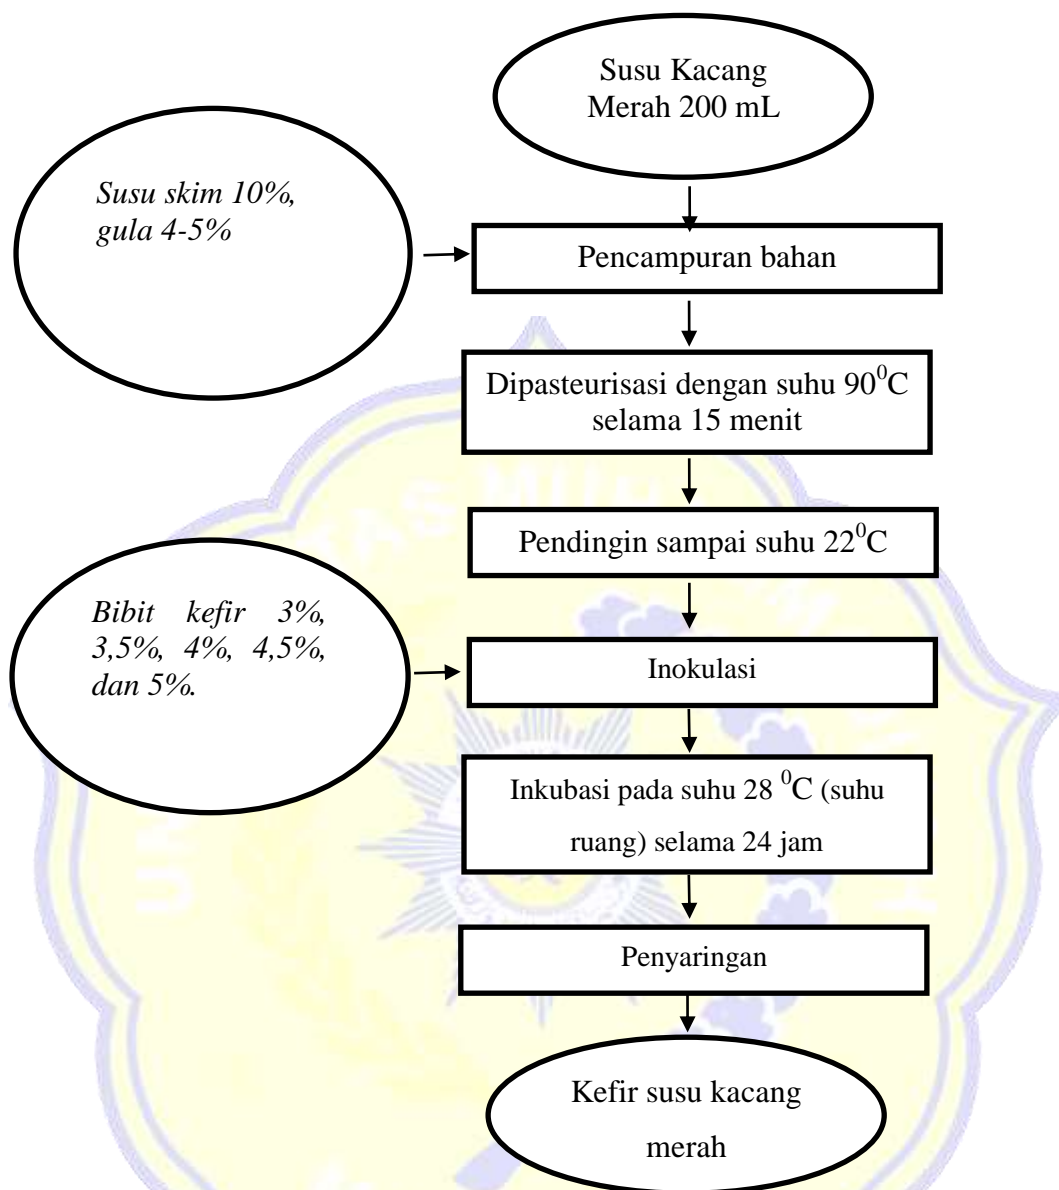 Susu Kacang
Merah 200 mL
Susu skim 10%,
gula 4-5%
Pencampuran bahan
Dipasteurisasi dengan suhu 90⁰C
selama 15 menit
Pendingin sampai suhu 22⁰C
Bibit kefir 3%,
3,5%, 4%, 4,5%,
dan 5%.
Inokulasi
Inkubasi pada suhu 28 ⁰C (suhu
ruang) selama 24 jam
Penyaringan
Kefir susu kacang
merah